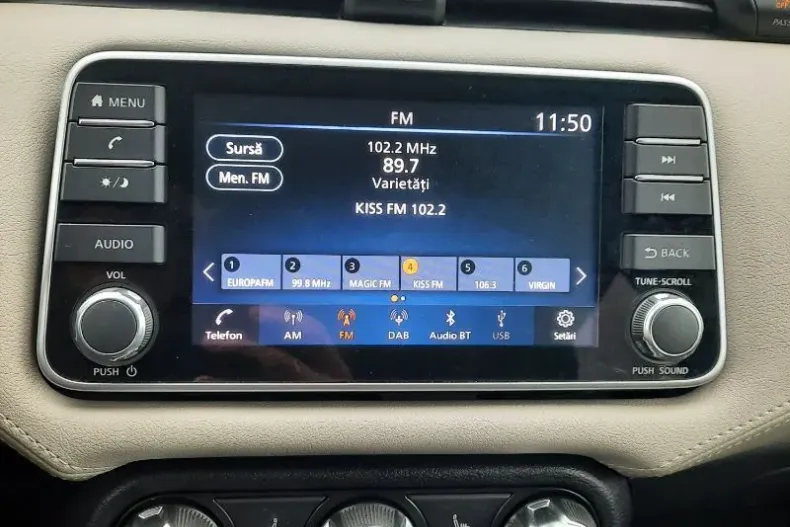 OFF
PASS
MENU
AUDIO
VOL
PUSH
FM
11:50
Sursă
Men. FM
102.2 MHz
89.7
Varietăți
KISS FM 102.2
1 2 3 4 5 6
EUROPAFM 99.8 MHz MAGIC FM KISS FM 106.3 VIRGIN
Telefon AM FM DAB Audio BT USB Setări
BACK
TUNE·SCROLL
PUSH SOUND